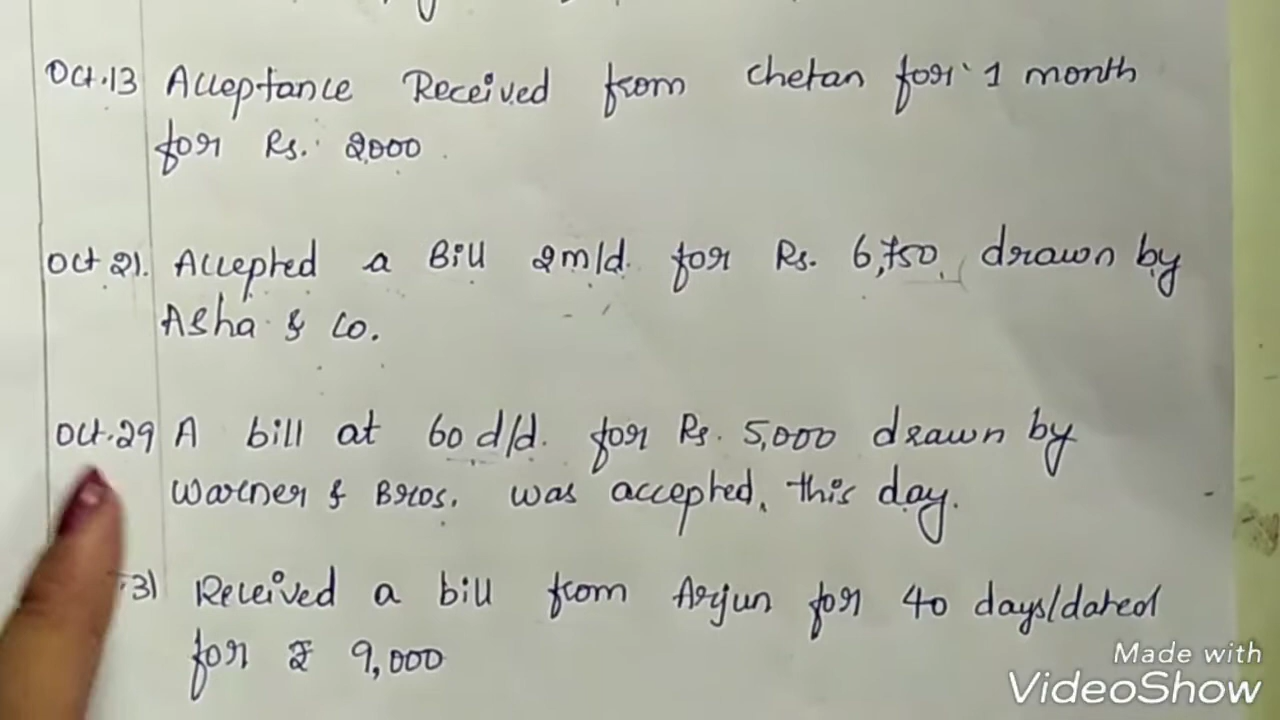 Oct.13 Acceptance Received from Chetan for 1 month
for Rs. 2,000
Oct 21. Accepted a Bill 2m/d. for Rs. 6,750 drawn by
Asha & Co.
Oct.29 A bill at 60 d/d. for Rs. 5,000 drawn by
Warner & Bros. was accepted, this day.
.31 Received a bill from Arjun for 40 days/dated
for ₹ 9,000
Made with
VideoShow